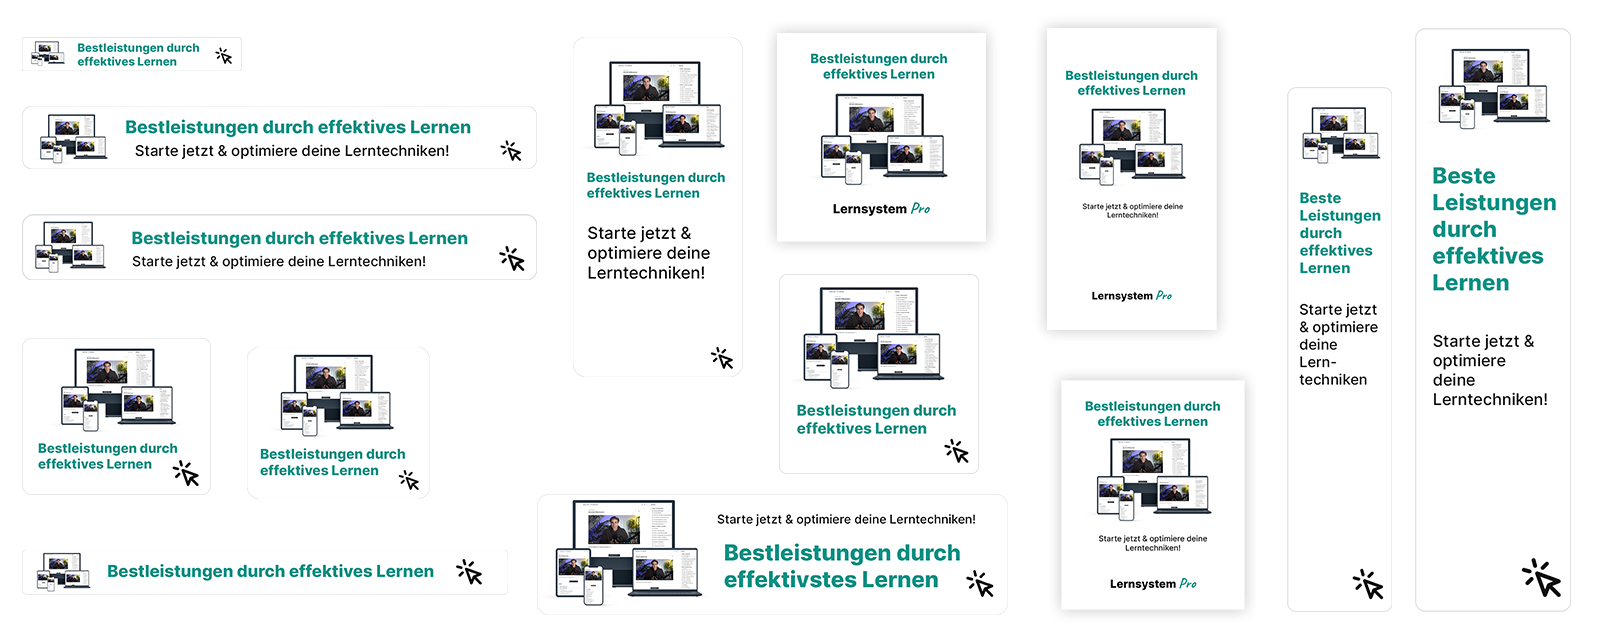 Bestleistungen durch
effektives Lernen
Bestleistungen durch effektives Lernen
Starte jetzt & optimiere deine Lerntechniken!
Bestleistungen durch effektives Lernen
Starte jetzt & optimiere deine Lerntechniken!
Bestleistungen durch
effektives Lernen
Bestleistungen durch
effektives Lernen
Bestleistungen durch effektives Lernen
Bestleistungen durch
effektives Lernen
Starte jetzt &
optimiere deine
Lerntechniken!
Bestleistungen durch
effektives Lernen
Lernsystem Pro
Bestleistungen durch
effektives Lernen
Starte jetzt & optimiere deine Lerntechniken!
Bestleistungen durch
effektivstes Lernen
Bestleistungen durch
effektives Lernen
Starte jetzt & optimiere deine
Lerntechniken!
Lernsystem Pro
Bestleistungen durch
effektives Lernen
Starte jetzt & optimiere deine
Lerntechniken!
Lernsystem Pro
Beste
Leistungen
durch
effektives
Lernen
Starte jetzt
& optimiere
deine
Lern-
techniken
Beste
Leistungen
durch
effektives
Lernen
Starte jetzt &
optimiere
deine
Lerntechniken!